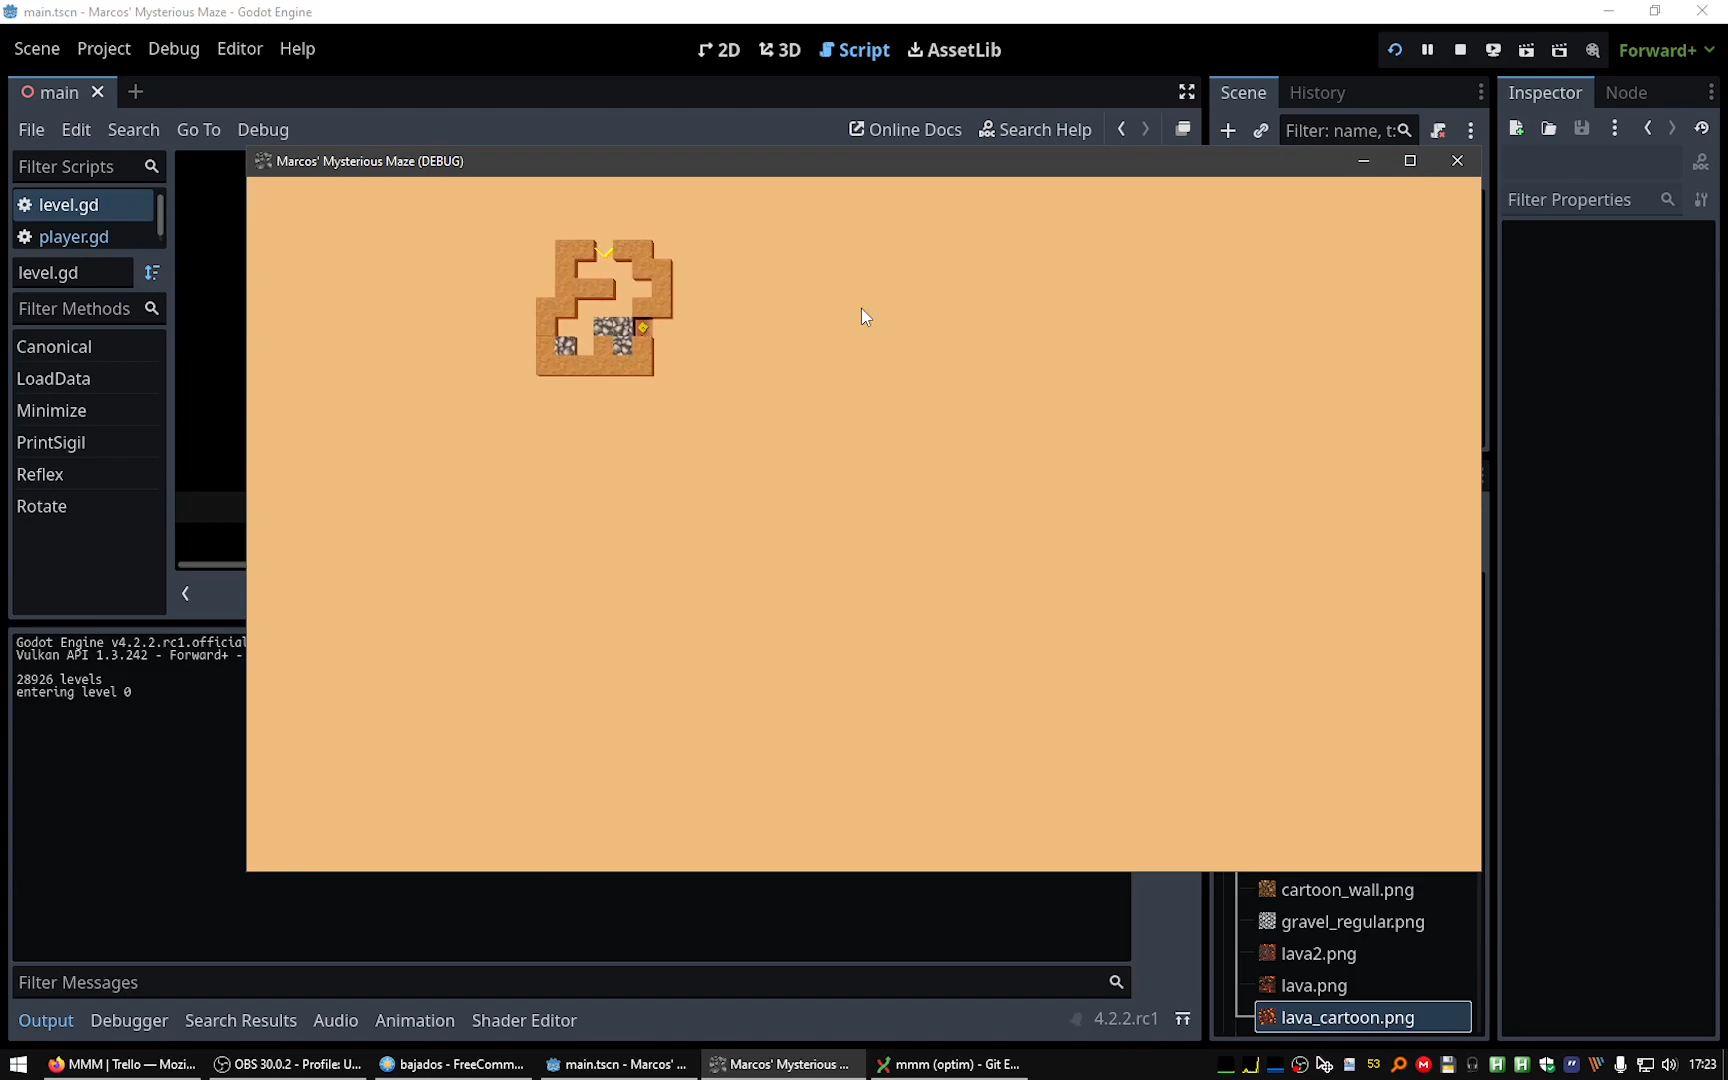 main.tscn - Marcos' Mysterious Maze - Godot Engine
Scene Project Debug Editor Help
2D 3D Script AssetLib
Forward+
main
Scene History
Inspector Node
File Edit Search Go To Debug
Online Docs Search Help
Filter: name, t:
Filter Scripts
Marcos' Mysterious Maze (DEBUG)
level.gd
Filter Properties
player.gd
level.gd
Filter Methods
Canonical
LoadData
Minimize
PrintSigil
Reflex
Rotate
Godot Engine v4.2.2.rc1.official
Vulkan API 1.3.242 - Forward+ -
28926 levels
entering level 0
cartoon_wall.png
gravel_regular.png
lava2.png
lava.png
lava_cartoon.png
Filter Messages
Output Debugger Search Results Audio Animation Shader Editor
4.2.2.rc1
MMM | Trello — Mozi...
OBS 30.0.2 - Profile: U...
bajados - FreeComm...
main.tscn - Marcos' ...
Marcos' Mysterious ...
mmm (optim) - Git E...
53
17:23